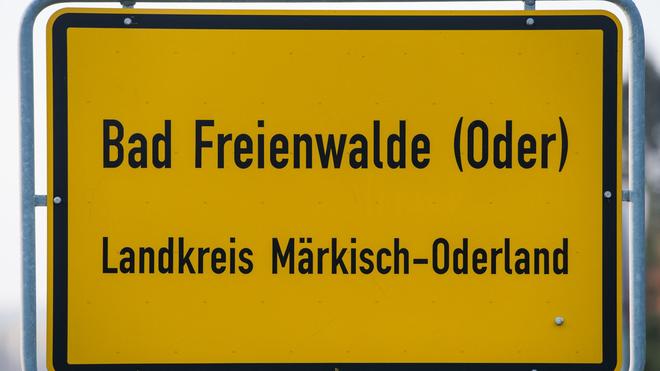 Bad Freienwalde (Oder)
Landkreis Märkisch-Oderland